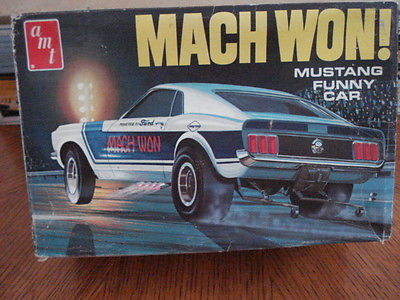 amt
MACH WON!
MUSTANG
FUNNY
CAR
Ford
MACH WON